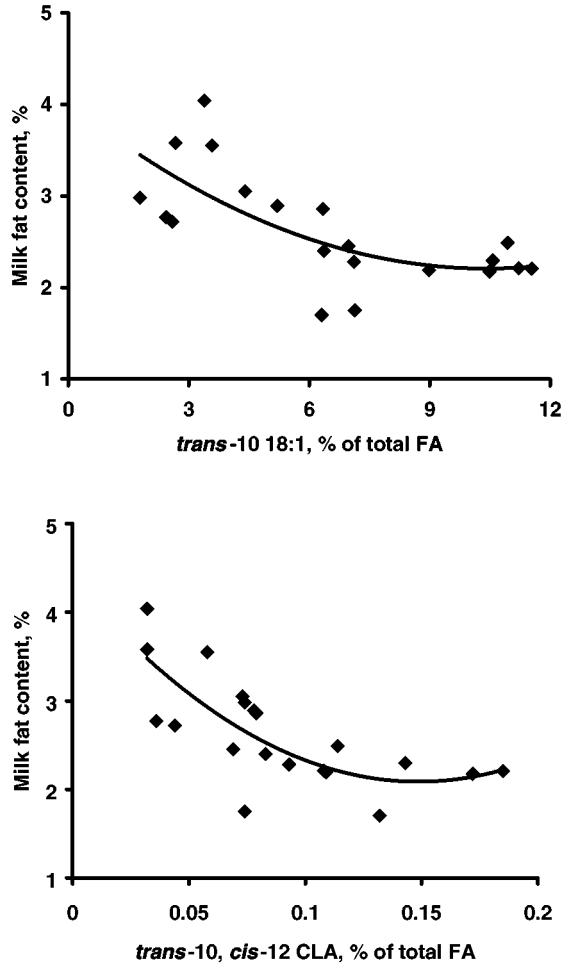 5
4
3
2
1
Milk fat content, %
0 3 6 9 12
trans-10 18:1, % of total FA
5
4
3
2
1
Milk fat content, %
0 0.05 0.1 0.15 0.2
trans-10, cis-12 CLA, % of total FA